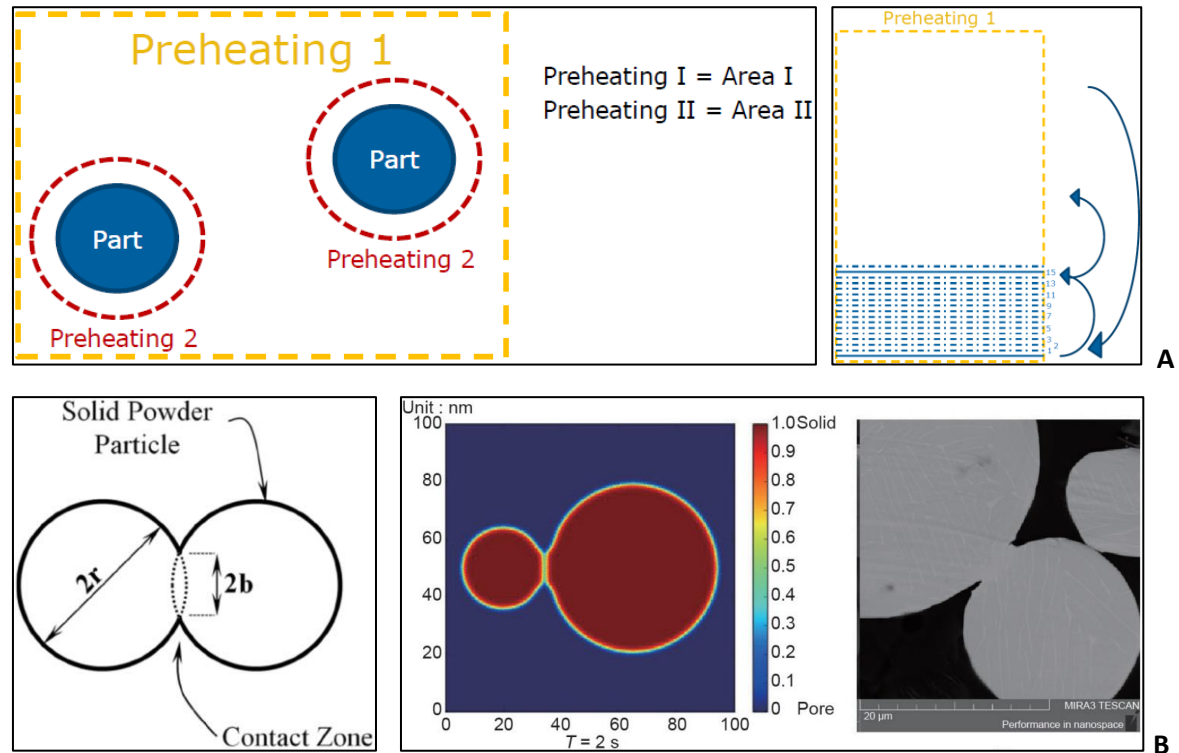 Preheating 1
Part
Preheating 2
Part
Preheating 2
Preheating I = Area I
Preheating II = Area II
Preheating 1
15
13
11
9
7
5
3
1 2
A
Solid Powder
Particle
2r
2b
Contact Zone
Unit : nm
100
80
60
40
20
0
0 20 40 60 80 100
T = 2 s
1.0 Solid
0.9
0.8
0.7
0.6
0.5
0.4
0.3
0.2
0.1
0 Pore
20 µm
MIRA3 TESCAN
Performance in nanospace
B